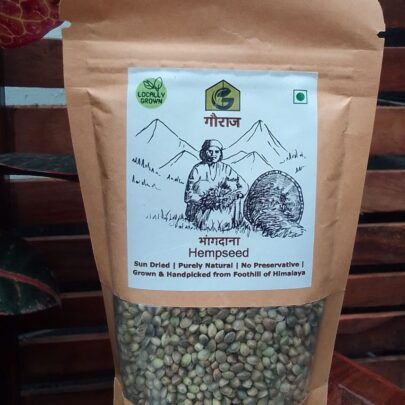 LOCALLY
GROWN
गौराज
भांगदाना
Hempseed
Sun Dried | Purely Natural | No Preservative |
Grown & Handpicked from Foothill of Himalaya